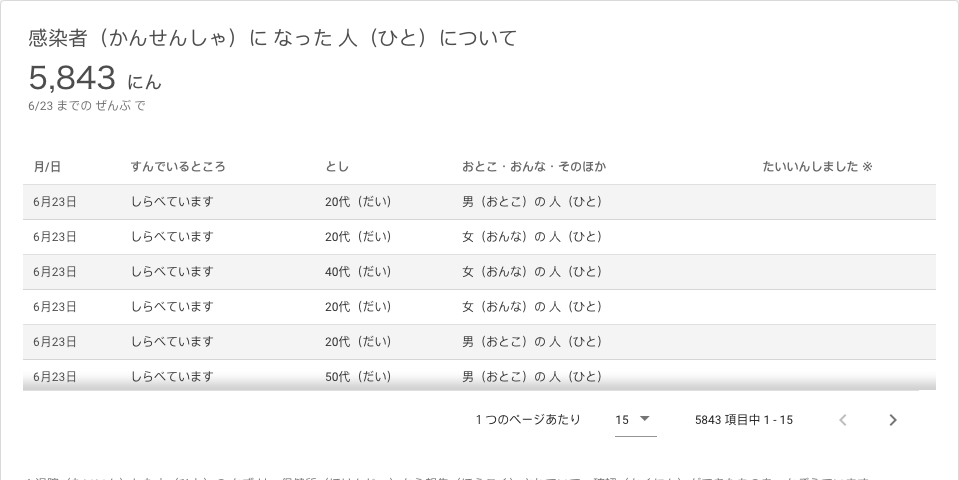 感染者（かんせんしゃ）に なった 人（ひと）について
5,843 にん
6/23 までの ぜんぶ で
月/日 すんでいるところ とし おとこ・おんな・そのほか たいいんしました ※
6月23日 しらべています 20代（だい） 男（おとこ）の 人（ひと）
6月23日 しらべています 20代（だい） 女（おんな）の 人（ひと）
6月23日 しらべています 40代（だい） 女（おんな）の 人（ひと）
6月23日 しらべています 20代（だい） 女（おんな）の 人（ひと）
6月23日 しらべています 20代（だい） 男（おとこ）の 人（ひと）
6月23日 しらべています 50代（だい） 男（おとこ）の 人（ひと）
1 つのページあたり 15 5843 項目中 1 - 15